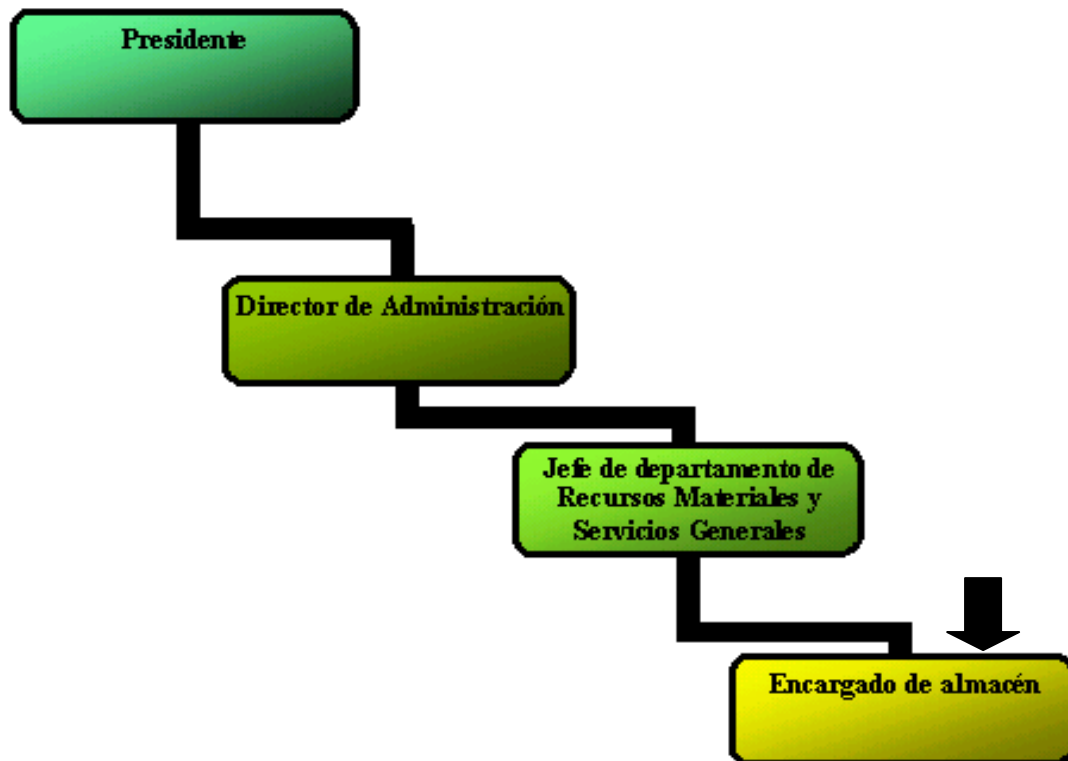 Presidente
Director de Administración
Jefe de departamento de
Recursos Materiales y
Servicios Generales
Encargado de almacén